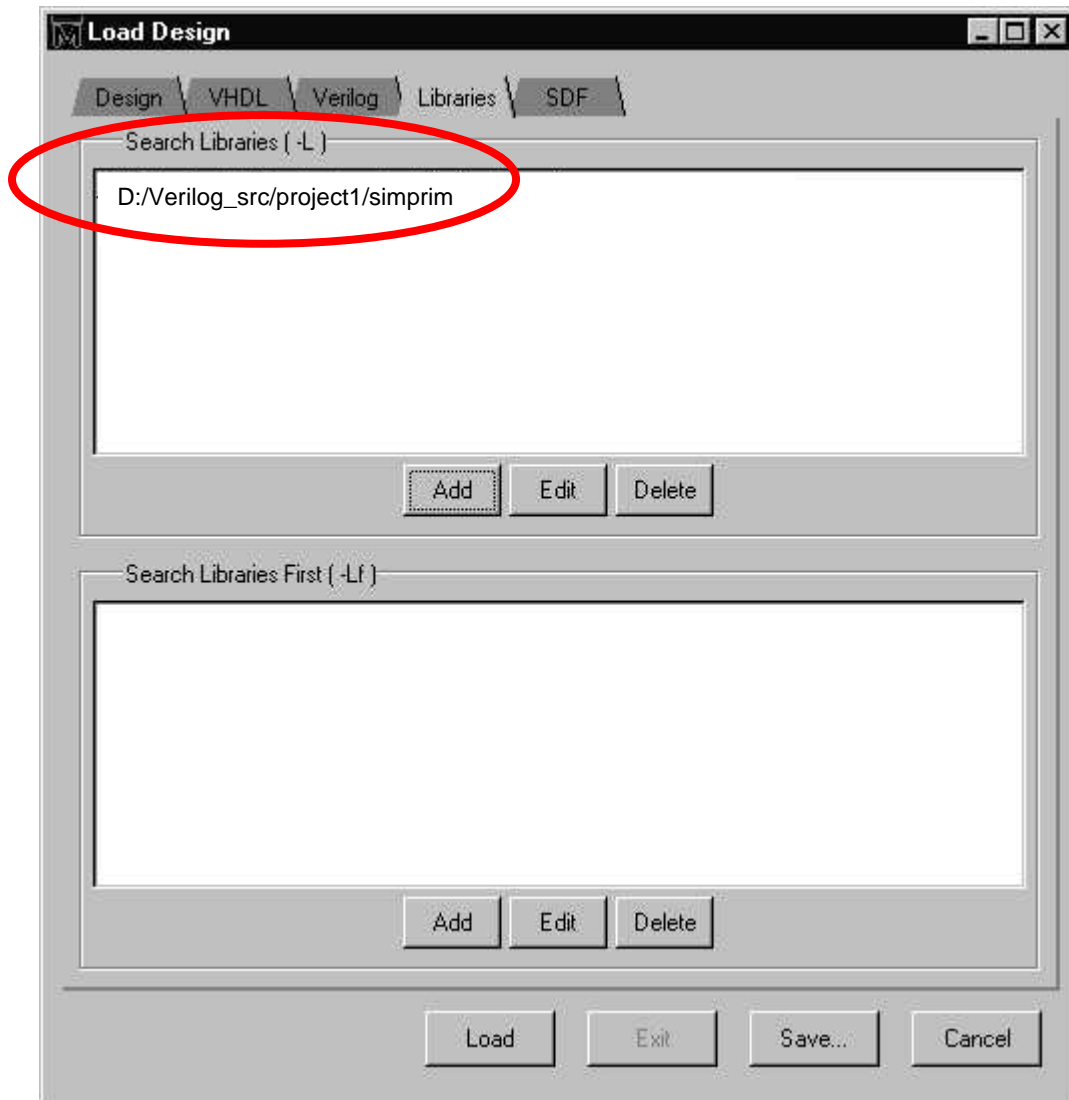 Load Design
Design VHDL Verilog Libraries SDF
Search Libraries ( -L )
D:/Verilog_src/project1/simprim
Add Edit Delete
Search Libraries First ( -Lf )
Add Edit Delete
Load Exit Save... Cancel